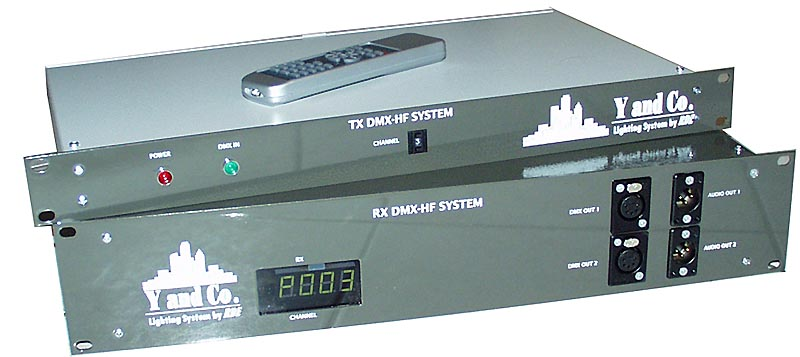 TX DMX-HF SYSTEM
Y and Co.
Lighting System by
POWER
DMX IN
CHANNEL
3
RX DMX-HF SYSTEM
DMX OUT 1
AUDIO OUT 1
DMX OUT 2
AUDIO OUT 2
Y and Co.
Lighting System by
RX
P003
CHANNEL